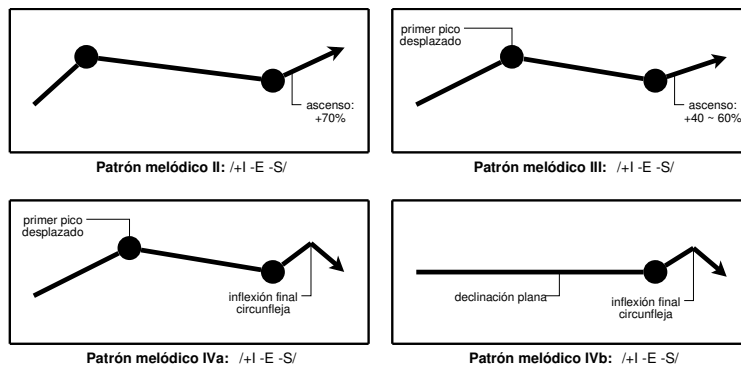 primer pico
desplazado
ascenso:
+70%
ascenso:
+40 ~ 60%
Patrón melódico II: /+I -E -S/
Patrón melódico III: /+I -E -S/
primer pico
desplazado
inflexión final
circunfleja
declinación plana
inflexión final
circunfleja
Patrón melódico IVa: /+I -E -S/
Patrón melódico IVb: /+I -E -S/